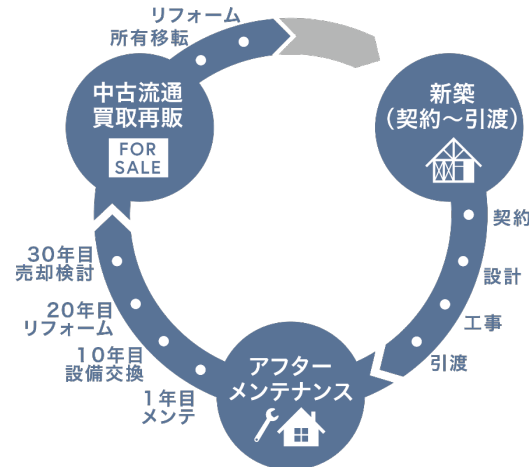 リフォーム
所有移転
中古流通
買取再販
FOR
SALE
新築
（契約～引渡）
契約
設計
工事
引渡
アフター
メンテナンス
1年目
メンテ
10年目
設備交換
20年目
リフォーム
30年目
売却検討